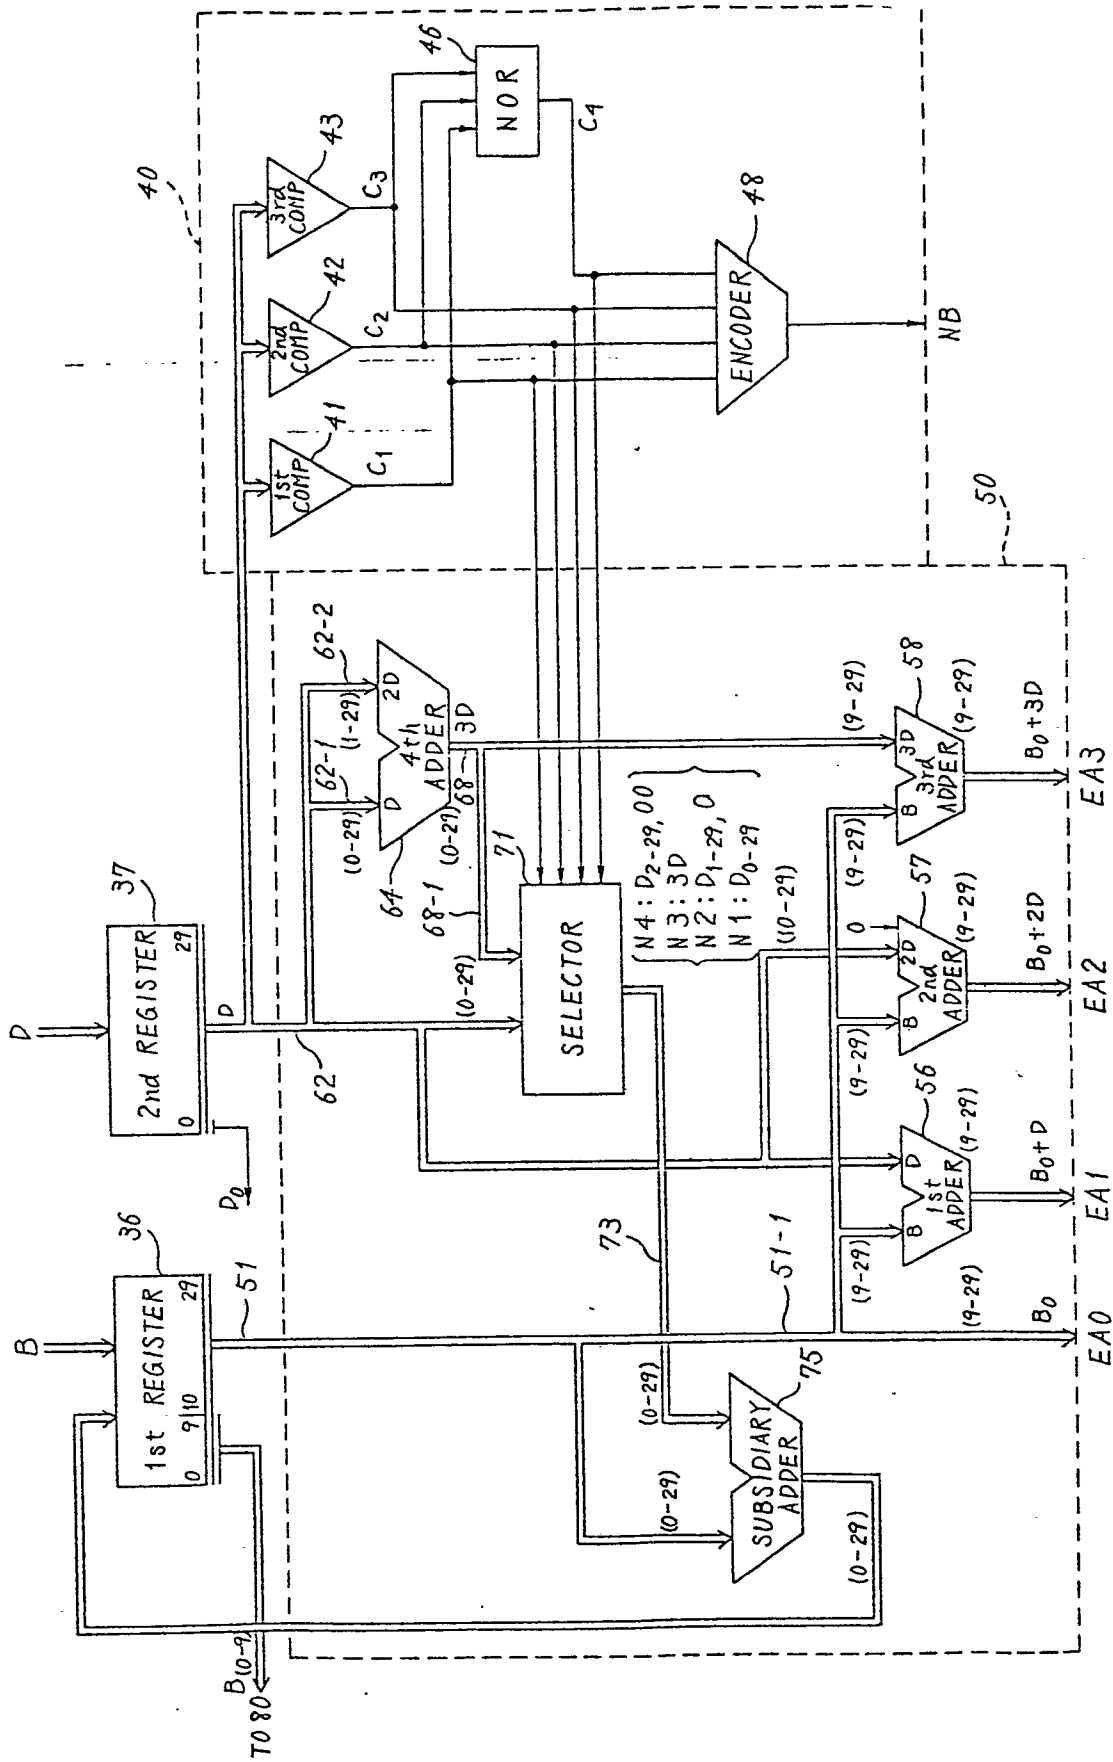 B
36
1st REGISTER
0 9|10 29
51
B(0-9)
TO 80
D
37
2nd REGISTER
0 29
D0
D
62
40
1st COMP
41
2nd COMP
42
3rd COMP
43
C1
C2
C3
46
NOR
C4
ENCODER
48
NB
50
62-1
(0-29)
62-2
(1-29)
D
2D
4th ADDER
64
3D
(0-29)
68
68-1
(0-29)
71
SELECTOR
N4 : D2-29, 00
N3 : 3D
N2 : D1-29, 0
N1 : D0-29
73
(0-29)
(0-29)
SUBSIDIARY ADDER
75
(0-29)
51-1
(9-29)
B
D
1st ADDER
56
(9-29)
(9-29)
(10-29)
0
B
2D
2nd ADDER
57
(9-29)
(9-29)
(9-29)
B
3D
3rd ADDER
58
(9-29)
(9-29)
B0
B0+D
B0+2D
B0+3D
EA0
EA1
EA2
EA3